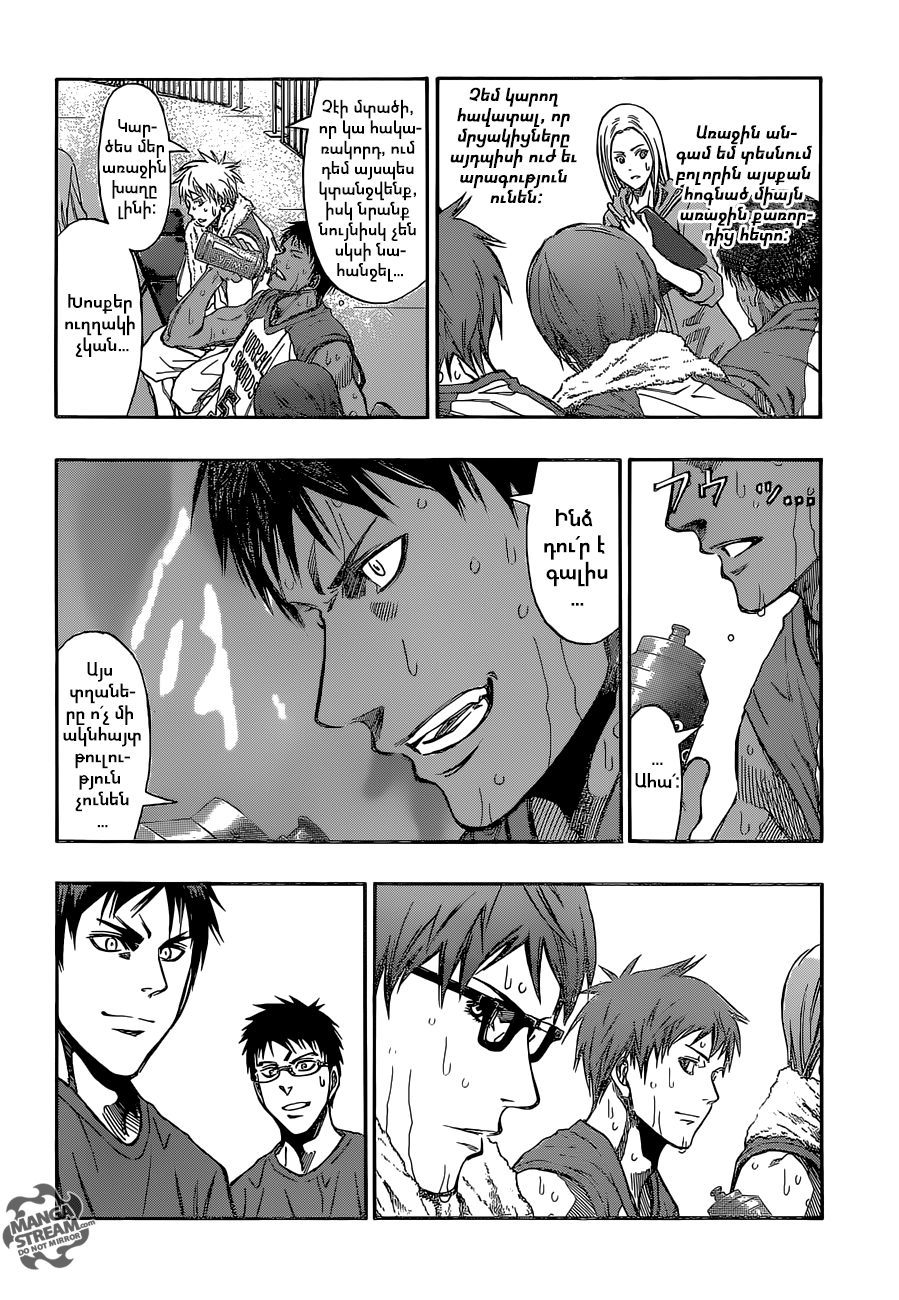 Առաջին ան-
գամ եմ տեսնում
բոլորին այսքան
հոգնած միայն
առաջին քառոր-
դից հետո:
Չեմ կարող
հավատալ, որ
մրցակիցները
այդպիսի ուժ եւ
արագություն
ունեն:
Չէի մտածի,
որ կա հակա-
ռակորդ, ում
դեմ այսպես
կտանջվենք,
իսկ նրանք
նույնիսկ չեն
սկսի նա-
հանջել...
Կար-
ծես մեր
առաջին
խաղը
լինի:
Խոսքեր
ուղղակի
չկան...
フウ
...
Ահա՜:
Ինձ
դու՜ր է
գալիս
...
Այս
տղանե-
րը ո՜չ մի
ակնհայտ
թուլու-
թյուն
չունեն
...
MANGA
STREAM.com
DO NOT MIRROR!